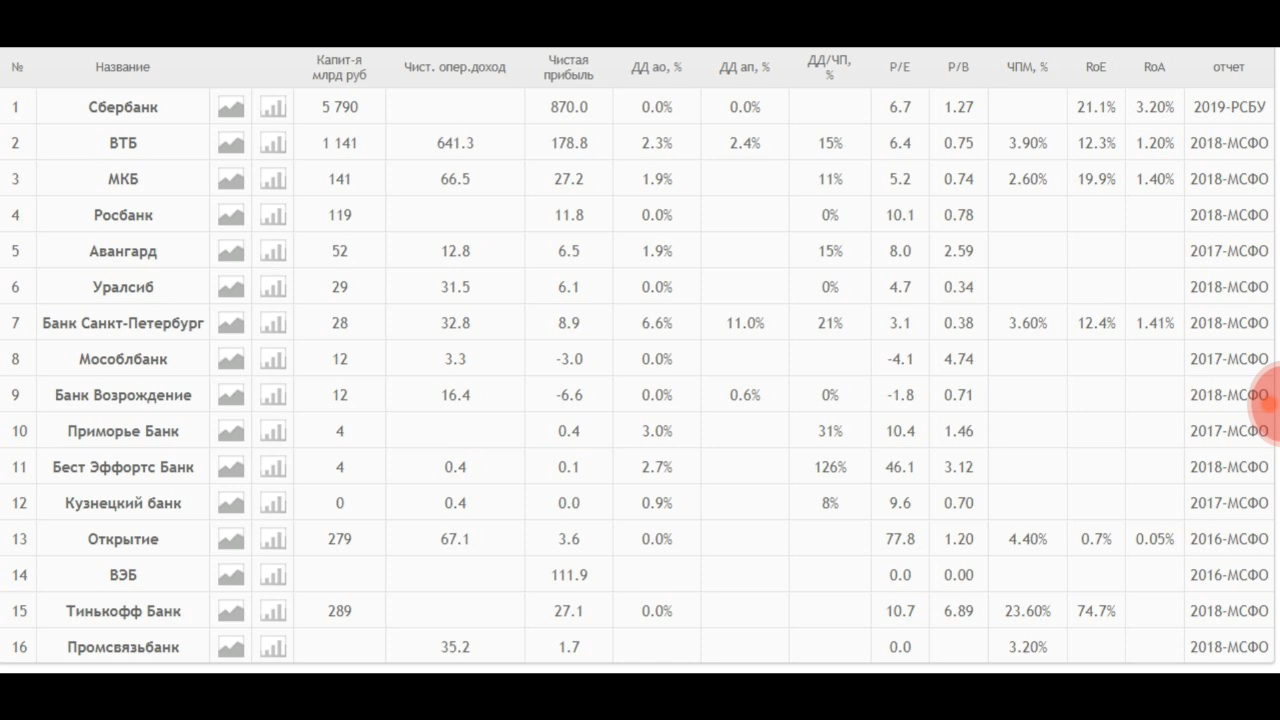 № Название Капит-я млрд руб Чист. опер.доход Чистая прибыль ДД ао, % ДД ап, % ДД/ЧП, % P/E P/B ЧПМ, % RoE RoA отчет
1 Сбербанк 5 790 870.0 0.0% 0.0% 6.7 1.27 21.1% 3.20% 2019-РСБУ
2 ВТБ 1 141 641.3 178.8 2.3% 2.4% 15% 6.4 0.75 3.90% 12.3% 1.20% 2018-МСФО
3 МКБ 141 66.5 27.2 1.9% 11% 5.2 0.74 2.60% 19.9% 1.40% 2018-МСФО
4 Росбанк 119 11.8 0.0% 0% 10.1 0.78 2018-МСФО
5 Авангард 52 12.8 6.5 1.9% 15% 8.0 2.59 2017-МСФО
6 Уралсиб 29 31.5 6.1 0.0% 0% 4.7 0.34 2018-МСФО
7 Банк Санкт-Петербург 28 32.8 8.9 6.6% 11.0% 21% 3.1 0.38 3.60% 12.4% 1.41% 2018-МСФО
8 Мособлбанк 12 3.3 -3.0 0.0% -4.1 4.74 2017-МСФО
9 Банк Возрождение 12 16.4 -6.6 0.0% 0.6% 0% -1.8 0.71 2018-МСФО
10 Приморье Банк 4 0.4 3.0% 31% 10.4 1.46 2017-МСФО
11 Бест Эффортс Банк 4 0.4 0.1 2.7% 126% 46.1 3.12 2018-МСФО
12 Кузнецкий банк 0 0.4 0.0 0.9% 8% 9.6 0.70 2017-МСФО
13 Открытие 279 67.1 3.6 0.0% 77.8 1.20 4.40% 0.7% 0.05% 2016-МСФО
14 ВЭБ 111.9 0.0 0.00 2016-МСФО
15 Тинькофф Банк 289 27.1 0.0% 10.7 6.89 23.60% 74.7% 2018-МСФО
16 Промсвязьбанк 35.2 1.7 0.0 3.20% 2018-МСФО